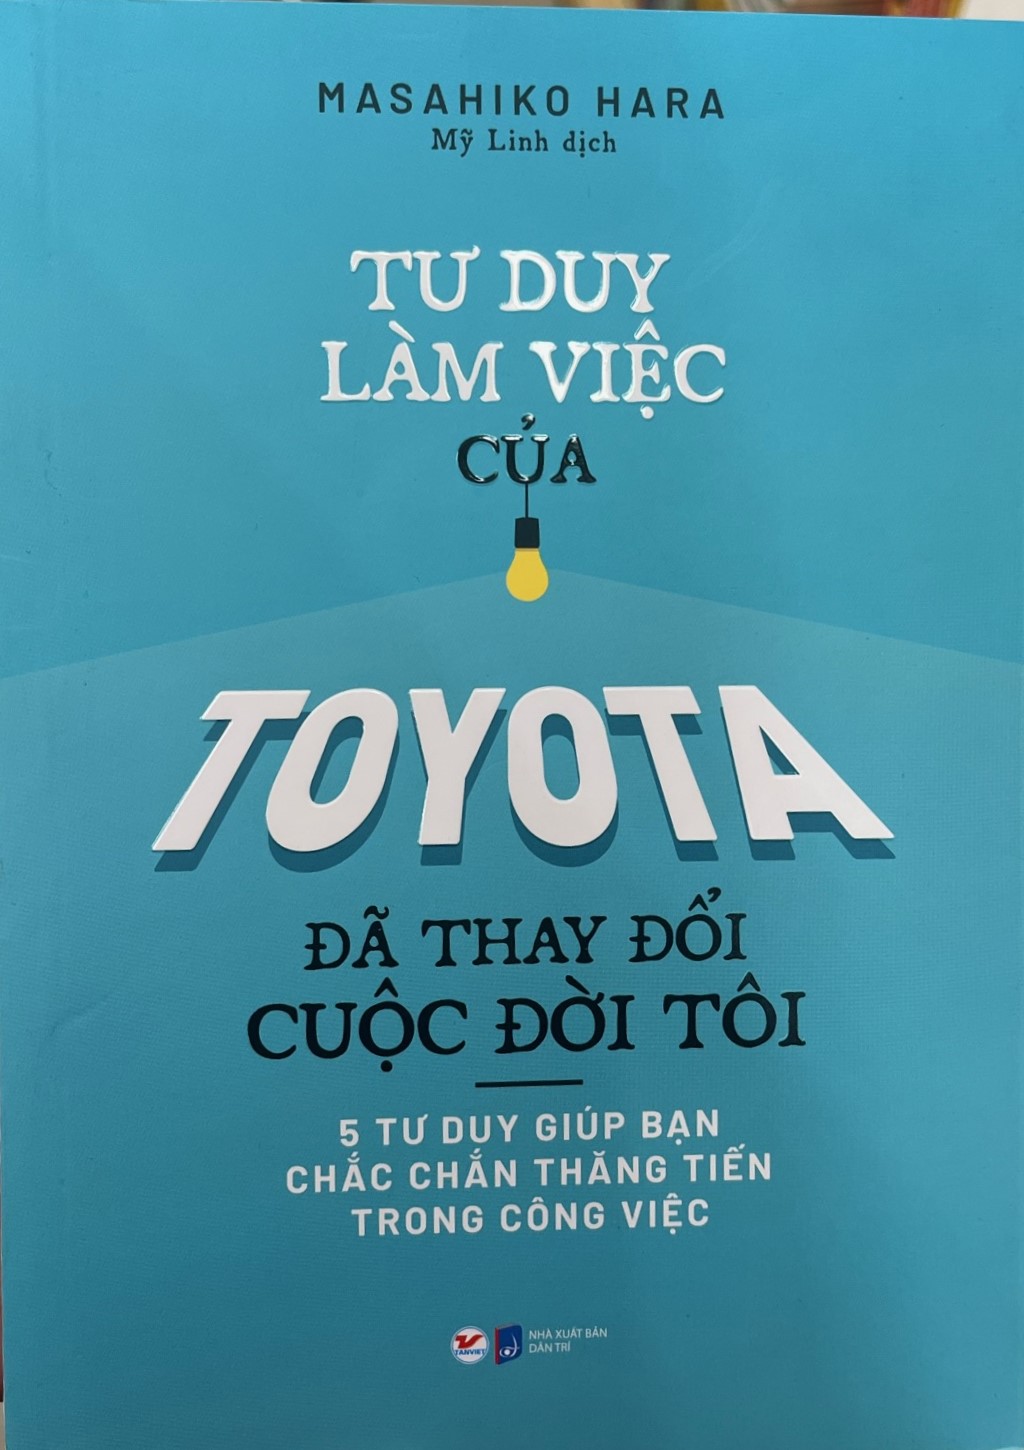 MASAHIKO HARA
Mỹ Linh dịch
TƯ DUY
LÀM VIỆC
CỦA
TOYOTA
ĐÃ THAY ĐỔI
CUỘC ĐỜI TÔI
5 TƯ DUY GIÚP BẠN
CHẮC CHẮN THĂNG TIẾN
TRONG CÔNG VIỆC
TANVIET
NHÀ XUẤT BẢN
DÂN TRÍ